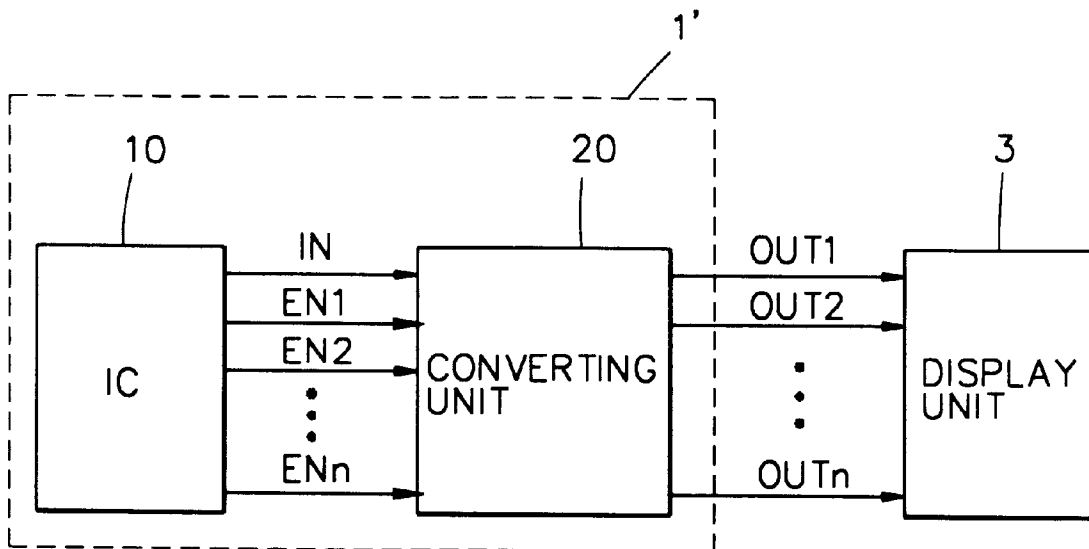 1'
10
20
3
IN
EN1
EN2
ENn
IC
CONVERTING
UNIT
OUT1
OUT2
OUTn
DISPLAY
UNIT